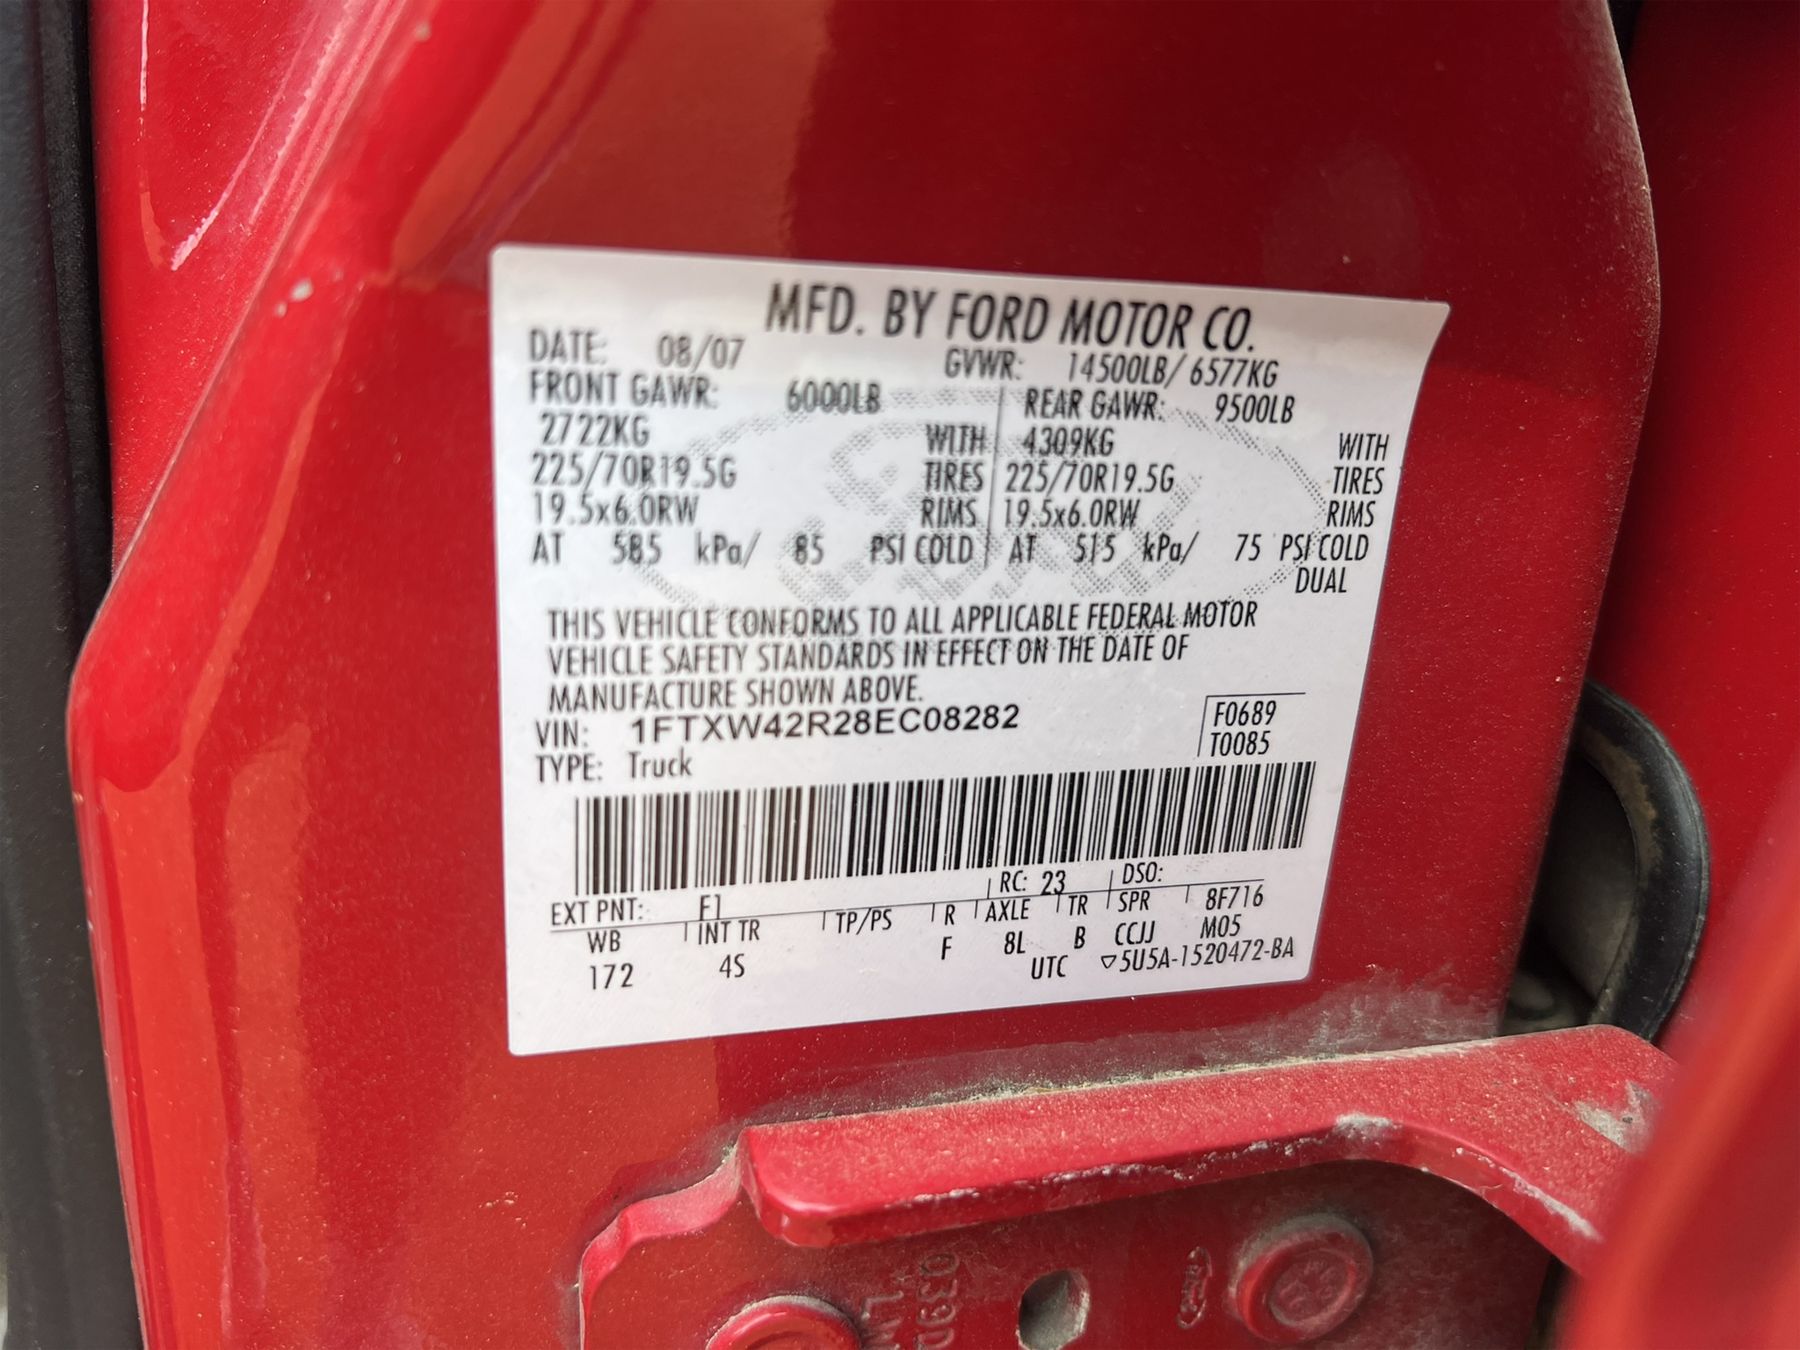 MFD. BY FORD MOTOR CO.
DATE: 08/07 GVWR: 14500LB/ 6577KG
FRONT GAWR: 6000LB REAR GAWR: 9500LB
2722KG WITH 4309KG WITH
225/70R19.5G TIRES 225/70R19.5G TIRES
19.5x6.0RW RIMS 19.5x6.0RW RIMS
AT 585 kPa/ 85 PSI COLD AT 515 kPa/ 75 PSI COLD
DUAL
THIS VEHICLE CONFORMS TO ALL APPLICABLE FEDERAL MOTOR
VEHICLE SAFETY STANDARDS IN EFFECT ON THE DATE OF
MANUFACTURE SHOWN ABOVE.
VIN: 1FTXW42R28EC08282 F0689
TYPE: Truck T0085
RC: 23 DSO:
EXT PNT: F1
WB INT TR TP/PS R AXLE TR SPR 8F716
172 4S F 8L B CCJJ M05
UTC ▽5U5A-1520472-BA